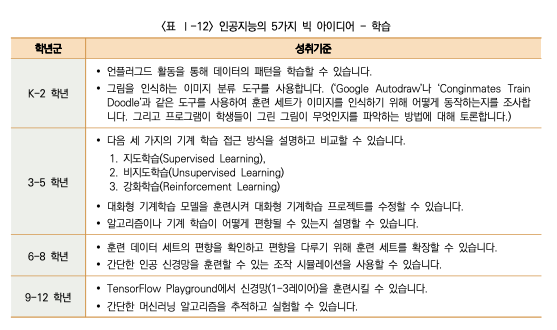 <표 Ⅰ-12> 인공지능의 5가지 빅 아이디어 - 학습
학년군
성취기준
K-2 학년
• 언플러그드 활동을 통해 데이터의 패턴을 학습할 수 있습니다.
• 그림을 인식하는 이미지 분류 도구를 사용합니다. ('Google Autodraw'나 'Conginmates Train
Doodle'과 같은 도구를 사용하여 훈련 세트가 이미지를 인식하기 위해 어떻게 동작하는지를 조사합
니다. 그리고 프로그램이 학생들이 그린 그림이 무엇인지를 파악하는 방법에 대해 토론합니다.)
3-5 학년
• 다음 세 가지의 기계 학습 접근 방식을 설명하고 비교할 수 있습니다.
1. 지도학습(Supervised Learning),
2. 비지도학습(Unsupervised Learning)
3. 강화학습(Reinforcement Learning)
• 대화형 기계학습 모델을 훈련시켜 대화형 기계학습 프로젝트를 수정할 수 있습니다.
• 알고리즘이나 기계 학습이 어떻게 편향될 수 있는지 설명할 수 있습니다.
6-8 학년
• 훈련 데이터 세트의 편향을 확인하고 편향을 다루기 위해 훈련 세트를 확장할 수 있습니다.
• 간단한 인공 신경망을 훈련할 수 있는 조작 시뮬레이션을 사용할 수 있습니다.
9-12 학년
• TensorFlow Playground에서 신경망(1-3레이어)을 훈련시킬 수 있습니다.
• 간단한 머신러닝 알고리즘을 추적하고 실험할 수 있습니다.